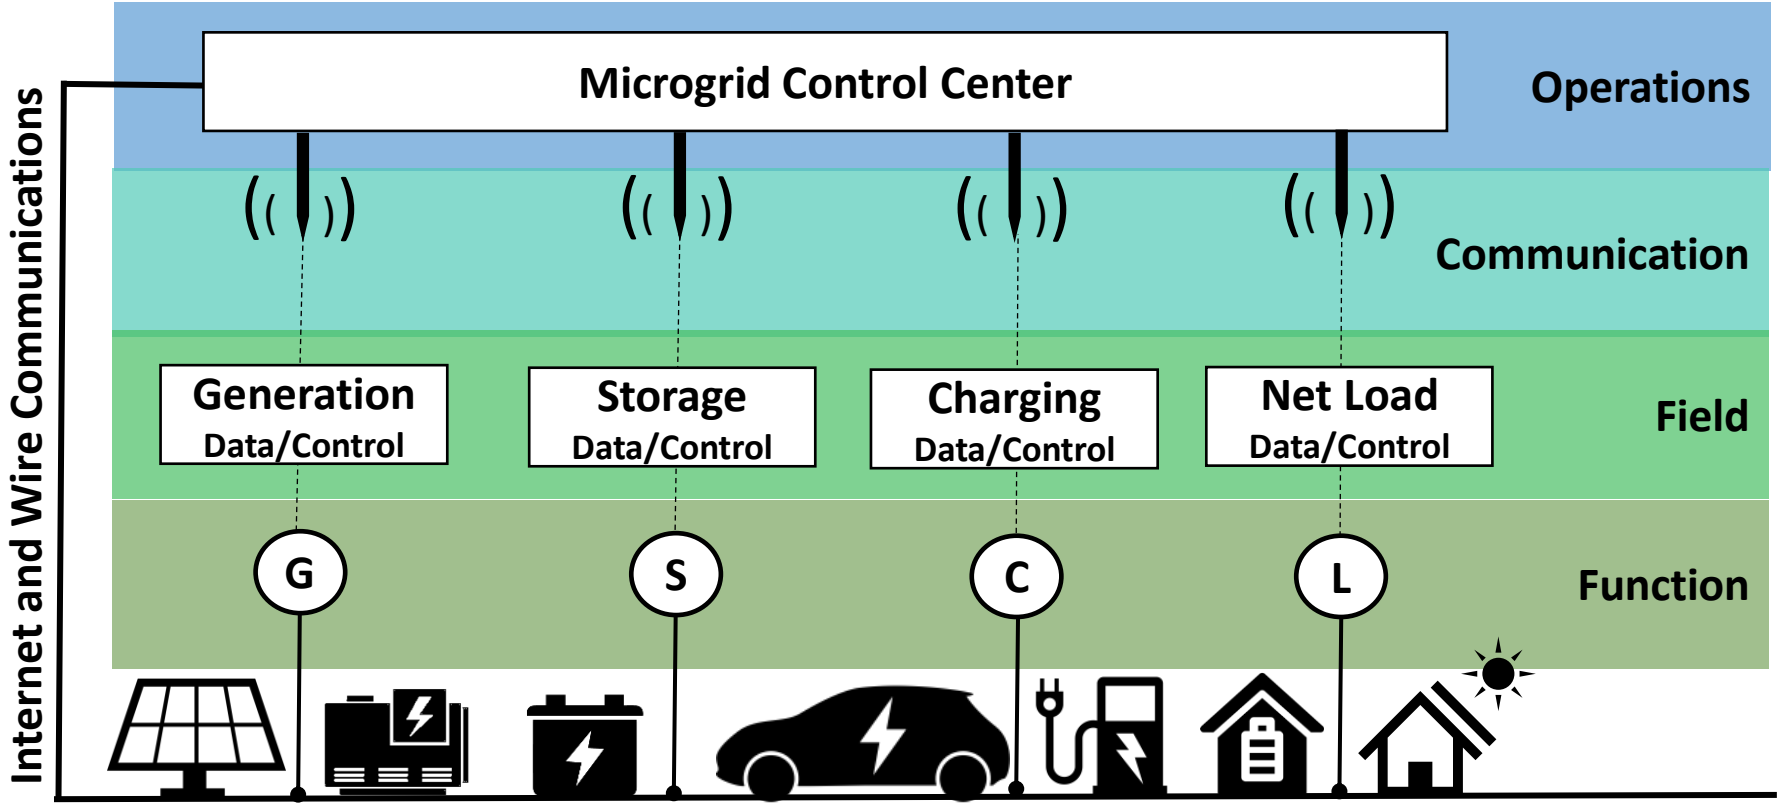 Internet and Wire Communications
Microgrid Control Center
Operations
Communication
Generation
Data/Control
Storage
Data/Control
Charging
Data/Control
Net Load
Data/Control
Field
G
S
C
L
Function